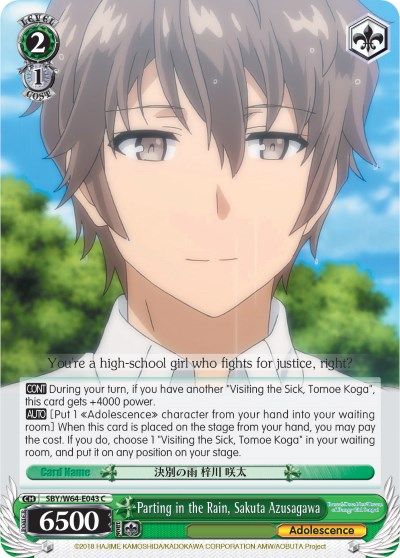 LEVEL
2
1
COST
You're a high-school girl who fights for justice, right?
CONT During your turn, if you have another "Visiting the Sick, Tomoe Koga",
this card gets +4000 power.
AUTO [Put 1 «Adolescence» character from your hand into your waiting
room] When this card is placed on the stage from your hand, you may pay
the cost. If you do, choose 1 "Visiting the Sick, Tomoe Koga" in your waiting
room, and put it on any position on your stage.
Card Name 決別の雨 梓川 咲太
CH SBY/W64-E043 C
POWER 6500
Parting in the Rain, Sakuta Azusagawa
Adolescence
©2018 HAJIME KAMOSHIDA/KADOKAWA CORPORATION AMW/AOBUTA Project